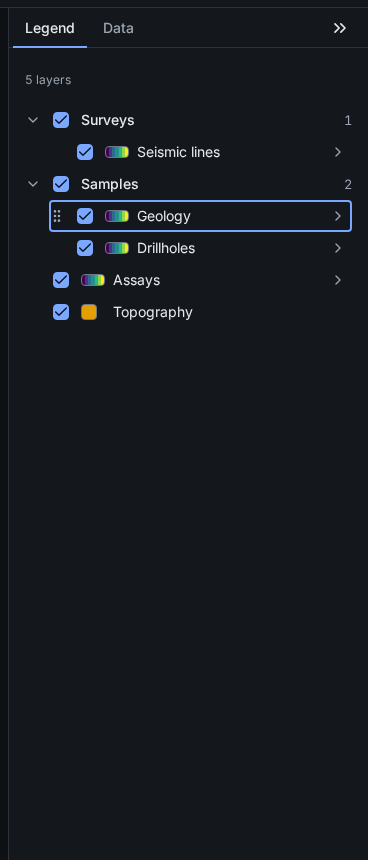 Legend Data
5 layers
Surveys 1
Seismic lines
Samples 2
Geology
Drillholes
Assays
Topography